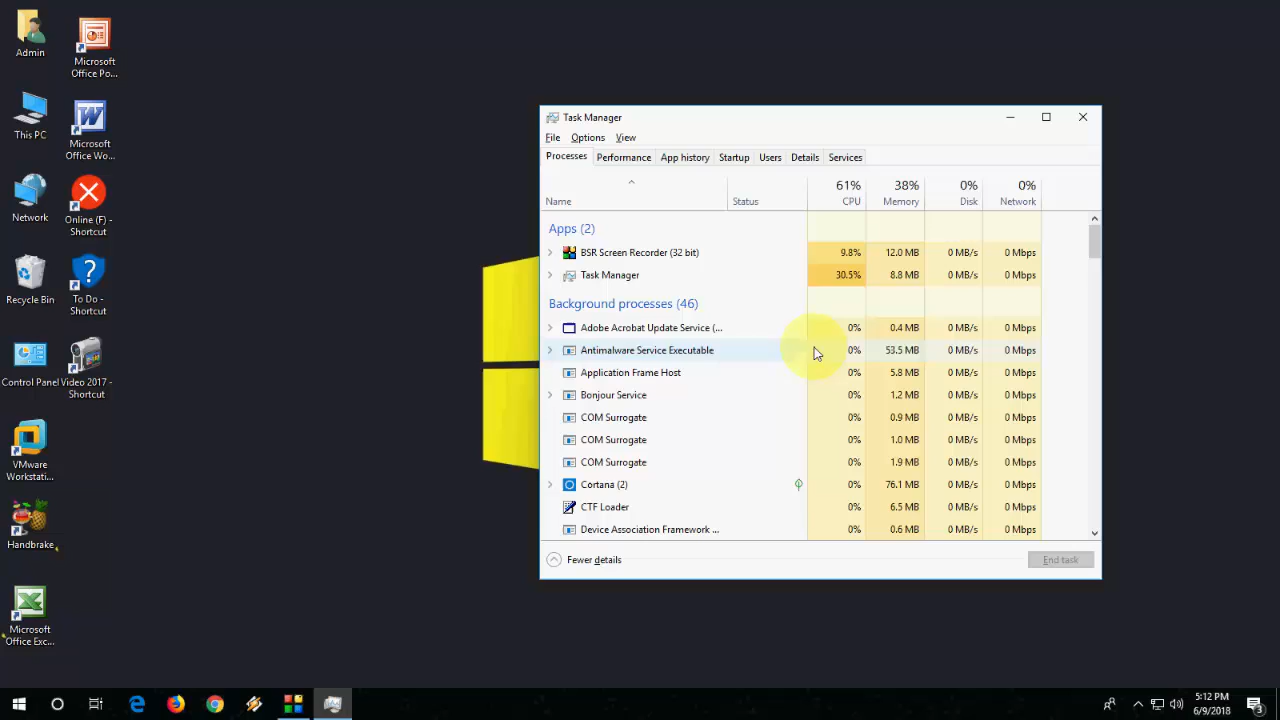 Admin
Microsoft
Office Po...
This PC
Microsoft
Office Wo...
Network
Online (F) -
Shortcut
Recycle Bin
To Do -
Shortcut
Control Panel
Video 2017 -
Shortcut
VMware
Workstati...
Handbrake
Microsoft
Office Exc...
Task Manager
File Options View
Processes Performance App history Startup Users Details Services
61% 38% 0% 0%
Name Status CPU Memory Disk Network
Apps (2)
BSR Screen Recorder (32 bit) 9.8% 12.0 MB 0 MB/s 0 Mbps
Task Manager 30.5% 8.8 MB 0 MB/s 0 Mbps
Background processes (46)
Adobe Acrobat Update Service (... 0% 0.4 MB 0 MB/s 0 Mbps
Antimalware Service Executable 0% 53.5 MB 0 MB/s 0 Mbps
Application Frame Host 0% 5.8 MB 0 MB/s 0 Mbps
Bonjour Service 0% 1.2 MB 0 MB/s 0 Mbps
COM Surrogate 0% 0.9 MB 0 MB/s 0 Mbps
COM Surrogate 0% 1.0 MB 0 MB/s 0 Mbps
COM Surrogate 0% 1.9 MB 0 MB/s 0 Mbps
Cortana (2) 0% 76.1 MB 0 MB/s 0 Mbps
CTF Loader 0% 6.5 MB 0 MB/s 0 Mbps
Device Association Framework ... 0% 0.6 MB 0 MB/s 0 Mbps
Fewer details End task
5:12 PM
6/9/2018
3